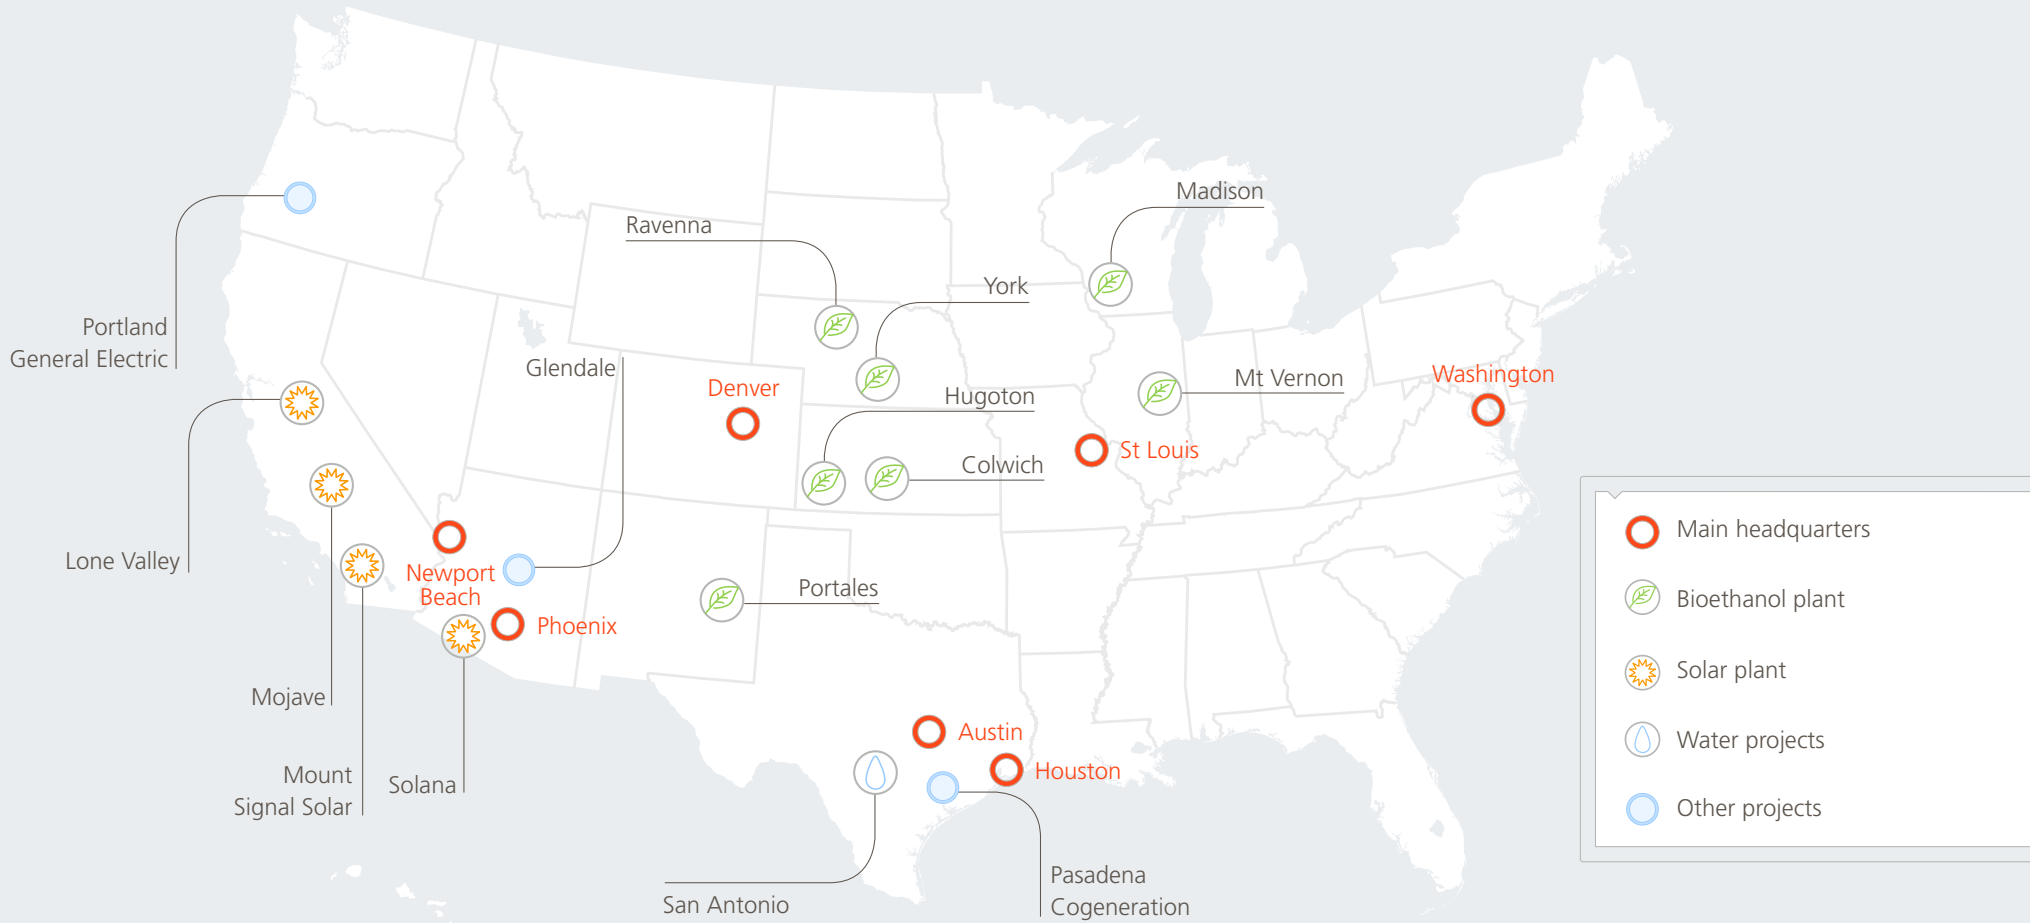 Madison
Ravenna
York
Portland
General Electric
Glendale
Denver
Hugoton
Mt Vernon
Washington
St Louis
Colwich
Lone Valley
Newport
Beach
Portales
Phoenix
Mojave
Austin
Houston
Mount
Signal Solar
Solana
San Antonio
Pasadena
Cogeneration
Main headquarters
Bioethanol plant
Solar plant
Water projects
Other projects